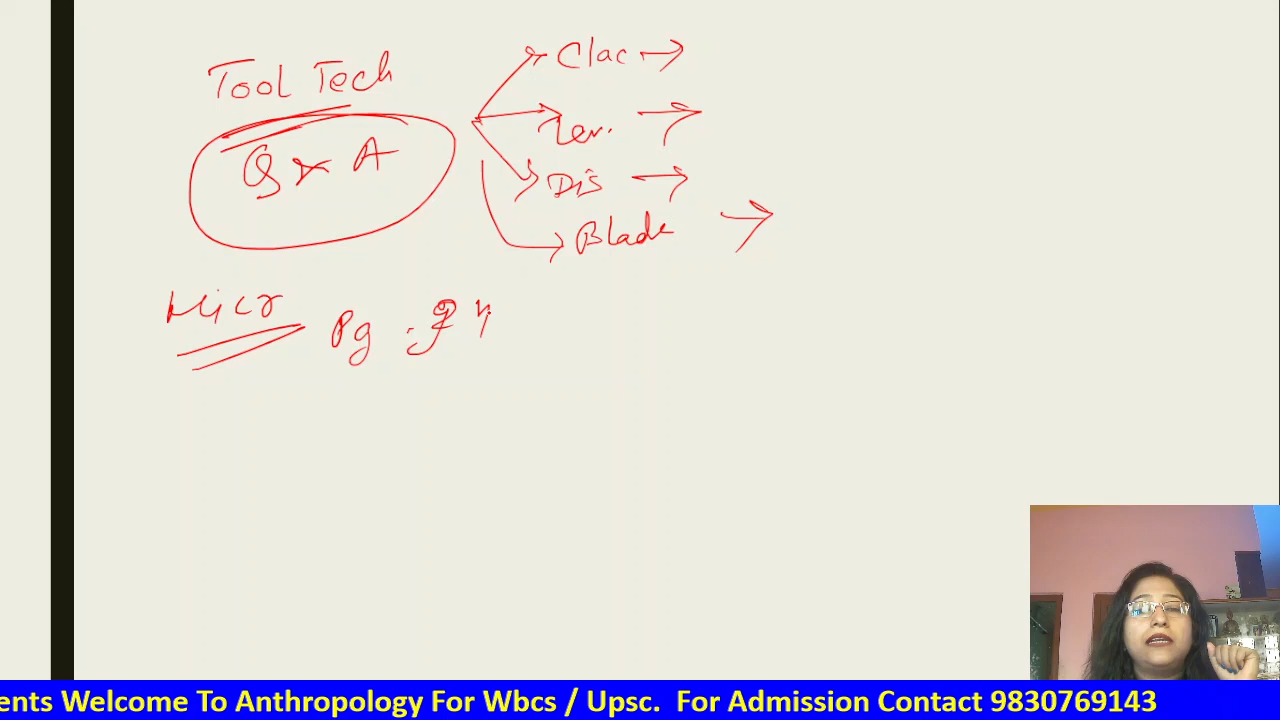 Tool Tech
Q & A
Clac →
Lev. →
Dis →
Blade →
Micr
Pg.
ents Welcome To Anthropology For Wbcs / Upsc. For Admission Contact 9830769143